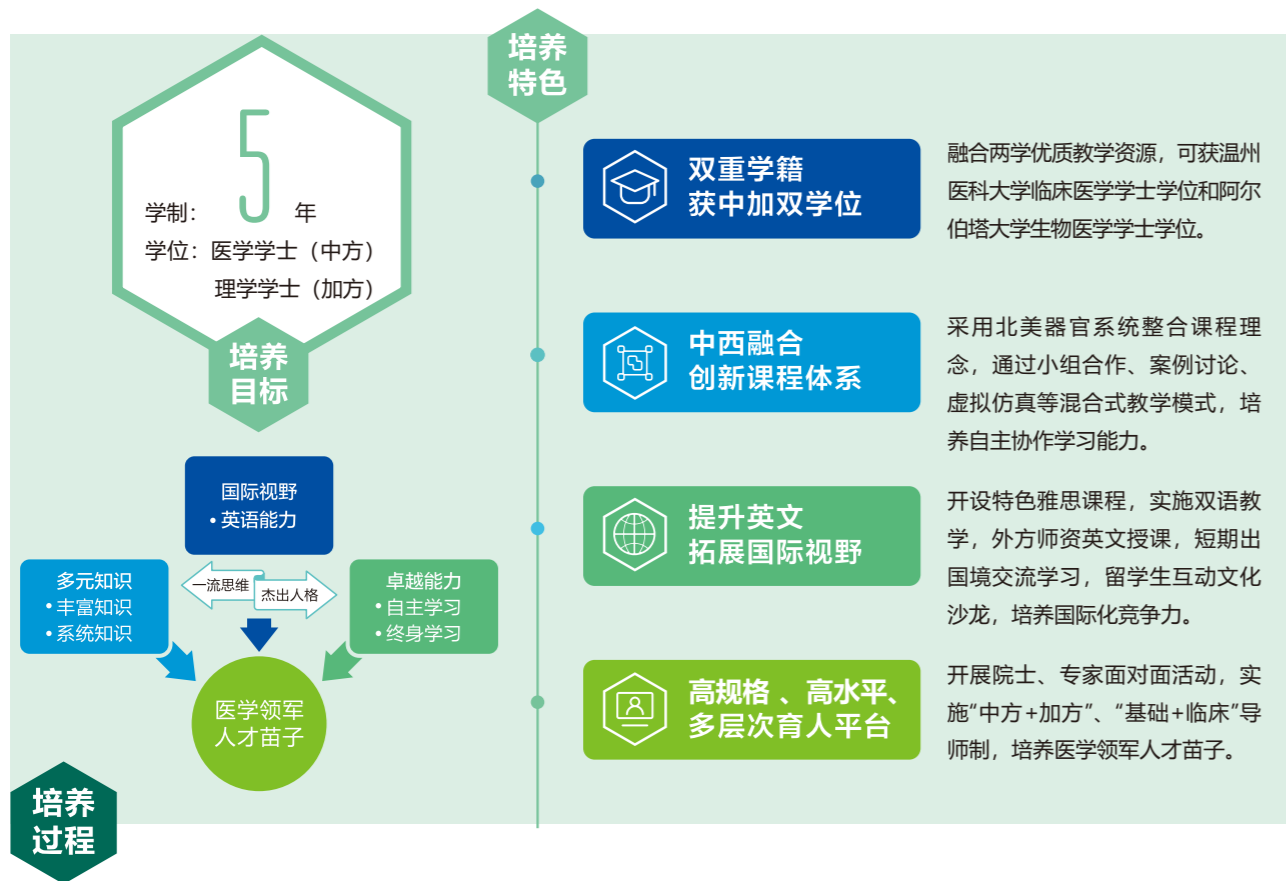 学制：5 年
学位：医学学士（中方）
理学学士（加方）
培养
目标
国际视野
• 英语能力
多元知识
• 丰富知识
• 系统知识
一流思维
杰出人格
卓越能力
• 自主学习
• 终身学习
医学领军
人才苗子
培养
特色
双重学籍
获中加双学位
融合两学优质教学资源，可获温州
医科大学临床医学学士学位和阿尔
伯塔大学生物医学学士学位。
中西融合
创新课程体系
采用北美器官系统整合课程理
念，通过小组合作、案例讨论、
虚拟仿真等混合式教学模式，培
养自主协作学习能力。
提升英文
拓展国际视野
开设特色雅思课程，实施双语教
学，外方师资英文授课，短期出
国境交流学习，留学生互动文化
沙龙，培养国际化竞争力。
高规格 、高水平、
多层次育人平台
开展院士、专家面对面活动，实
施“中方+加方”、“基础+临床”导
师制，培养医学领军人才苗子。
培养
过程